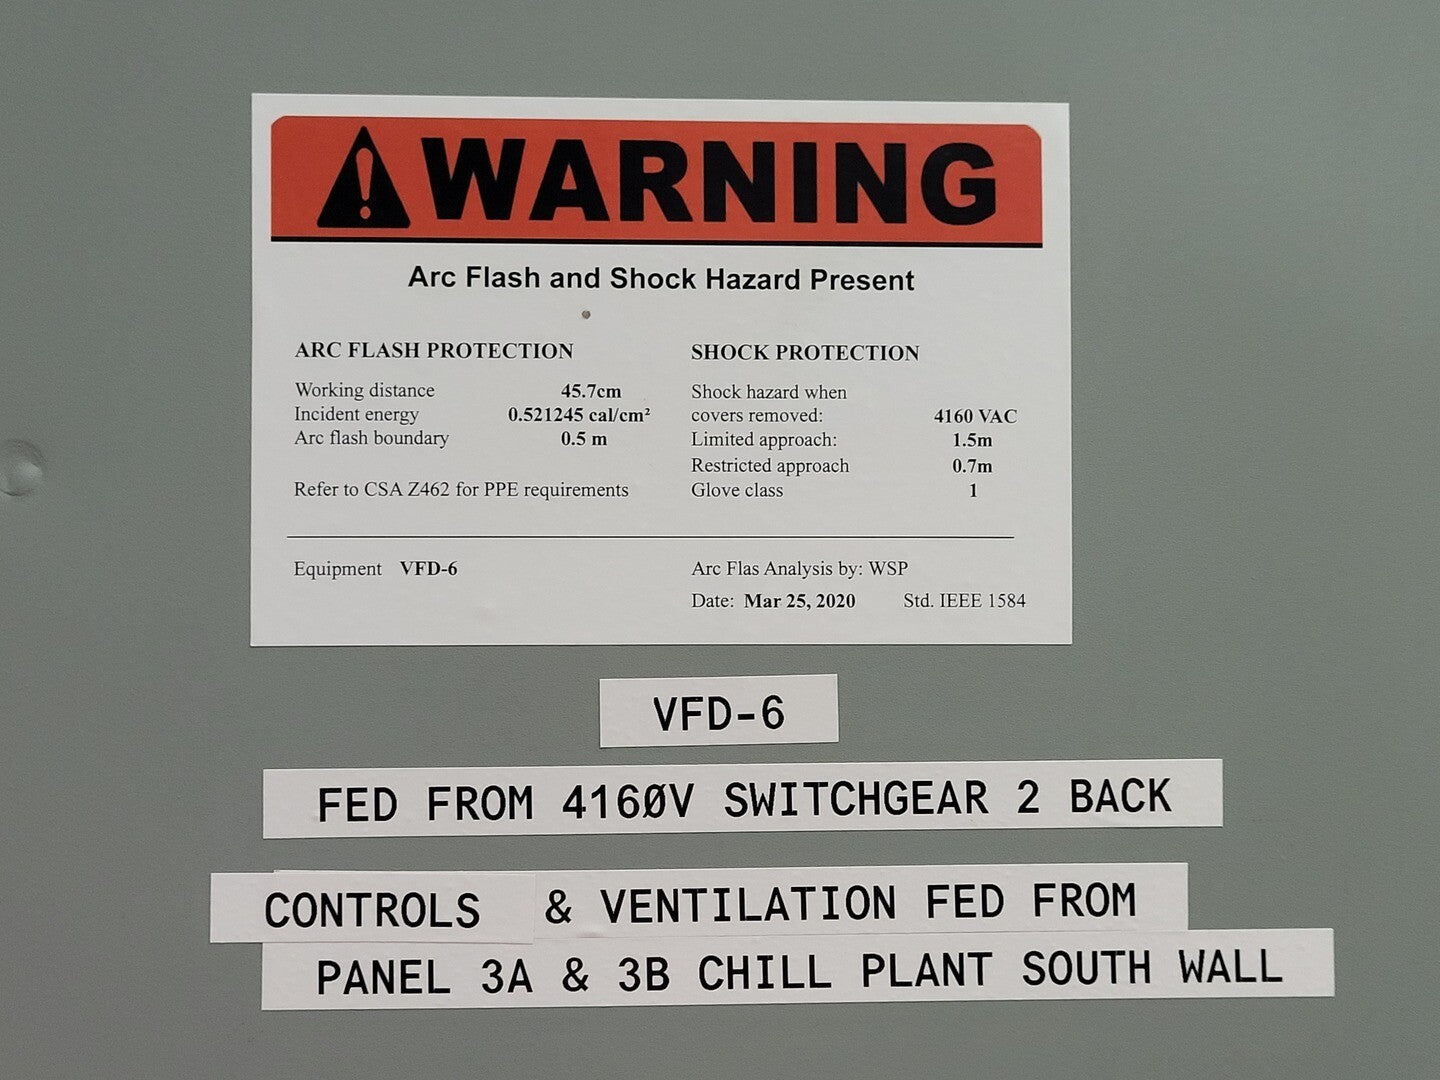 WARNING
Arc Flash and Shock Hazard Present
ARC FLASH PROTECTION
Working distance 45.7cm
Incident energy 0.521245 cal/cm²
Arc flash boundary 0.5 m
Refer to CSA Z462 for PPE requirements
SHOCK PROTECTION
Shock hazard when
covers removed: 4160 VAC
Limited approach: 1.5m
Restricted approach 0.7m
Glove class 1
Equipment VFD-6
Arc Flas Analysis by: WSP
Date: Mar 25, 2020 Std. IEEE 1584
VFD-6
FED FROM 416ØV SWITCHGEAR 2 BACK
CONTROLS & VENTILATION FED FROM
PANEL 3A & 3B CHILL PLANT SOUTH WALL